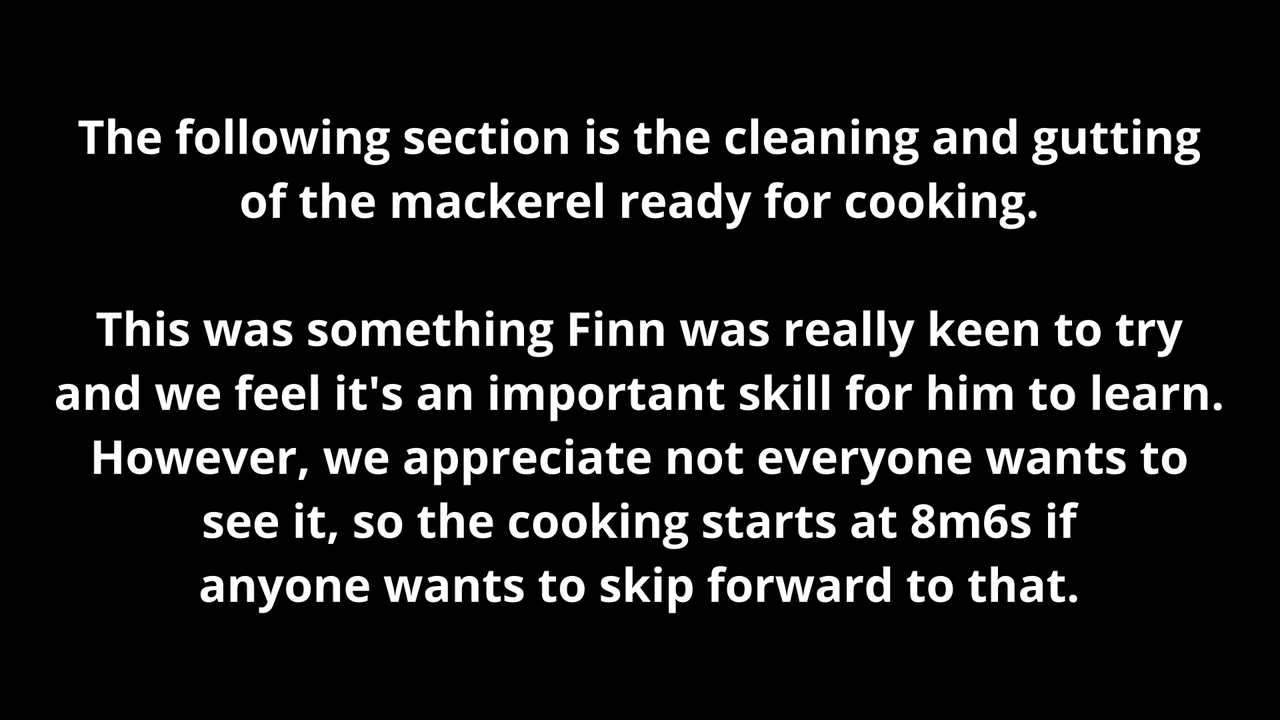 The following section is the cleaning and gutting
of the mackerel ready for cooking.
This was something Finn was really keen to try
and we feel it's an important skill for him to learn.
However, we appreciate not everyone wants to
see it, so the cooking starts at 8m6s if
anyone wants to skip forward to that.